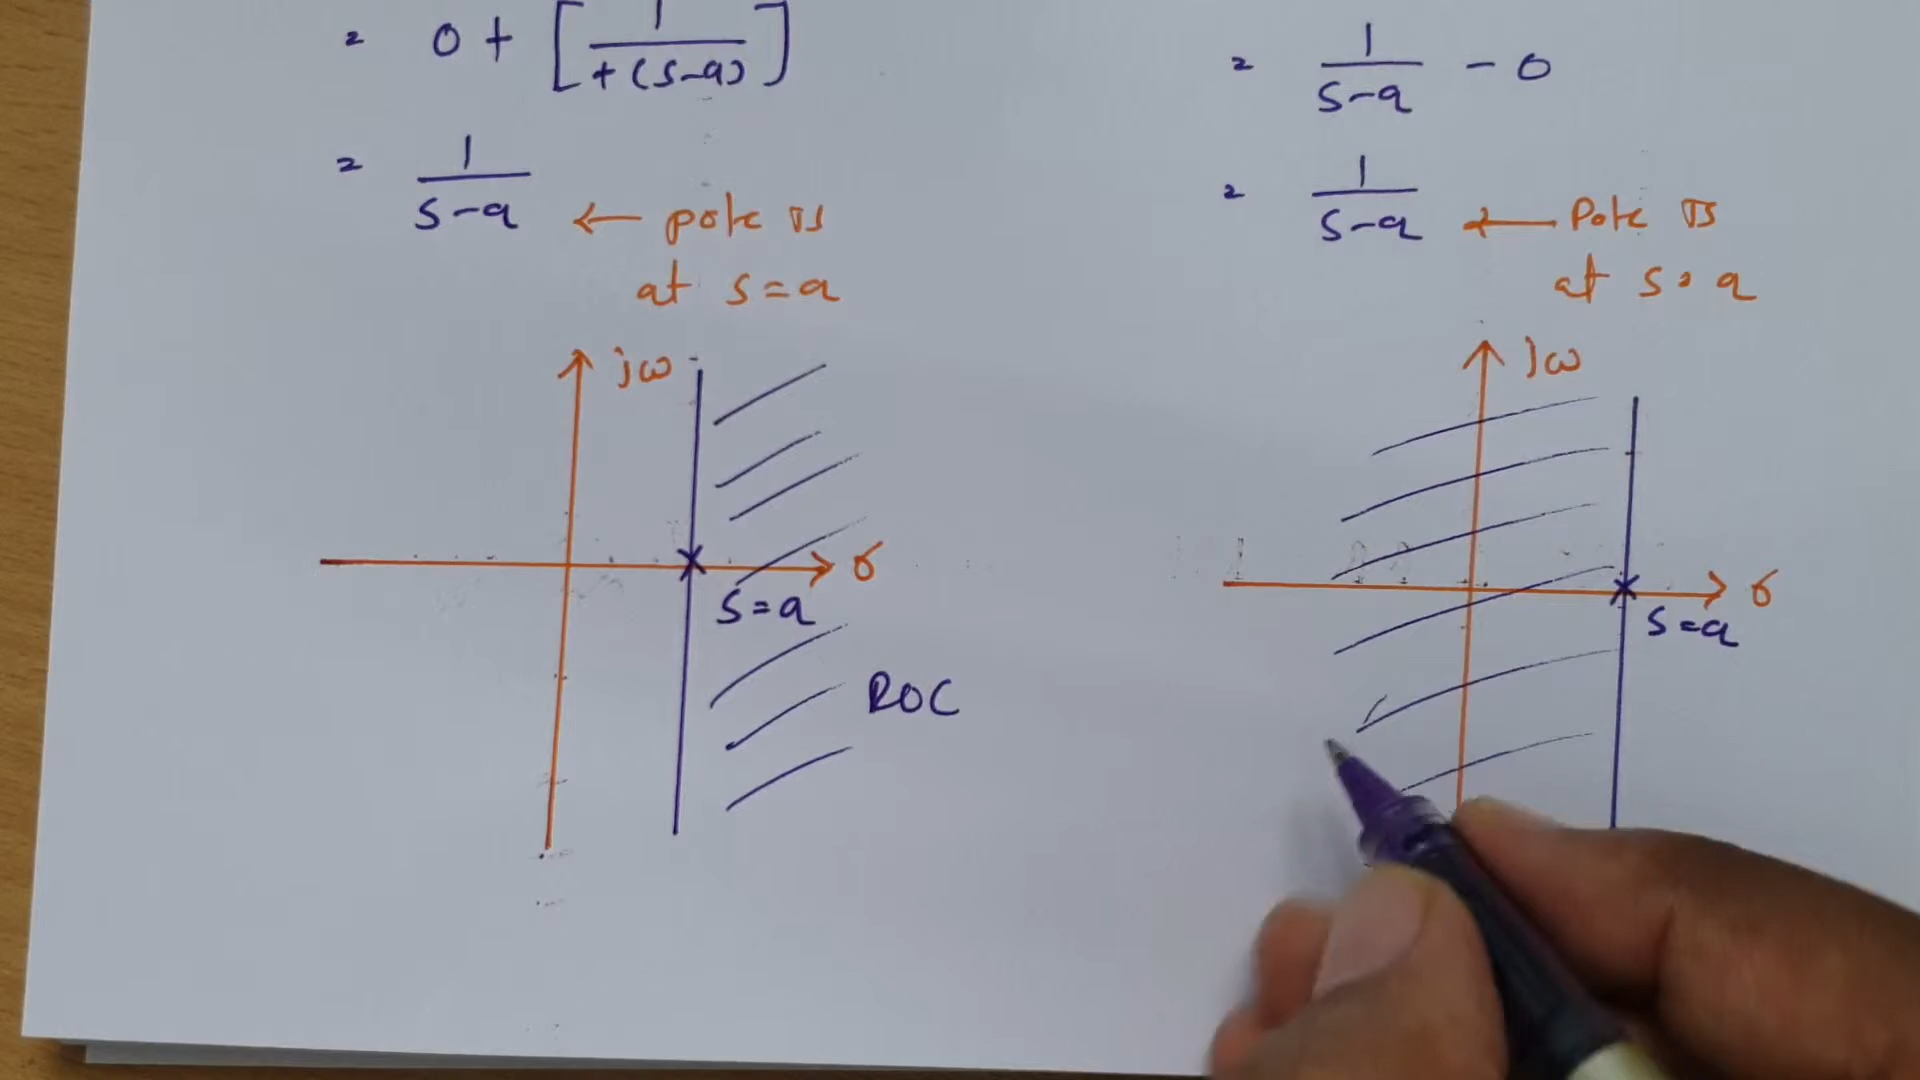 = 0 + [ 1 / +(s-a) ]
= 1 / s-a ← pole is
at s=a
jω
σ
s=a
ROC
= 1 / s-a - 0
= 1 / s-a ← Pole is
at s=a
jω
σ
s=a